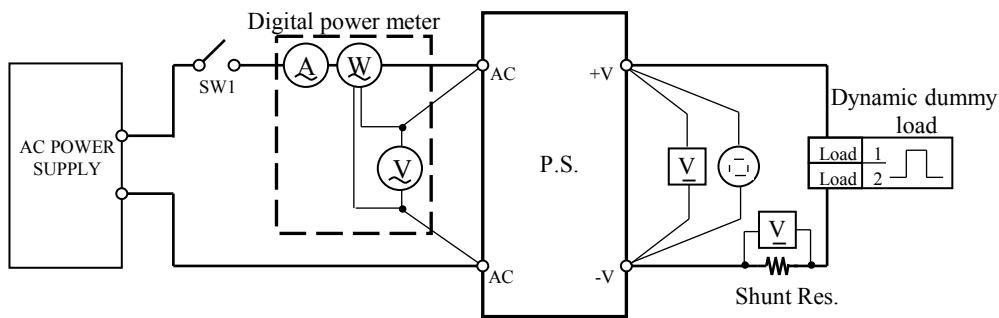 Digital power meter
A
W
SW1
AC
+V
Dynamic dummy
load
AC POWER
SUPPLY
V
P.S.
V
Load 1
Load 2
V
AC
-V
Shunt Res.